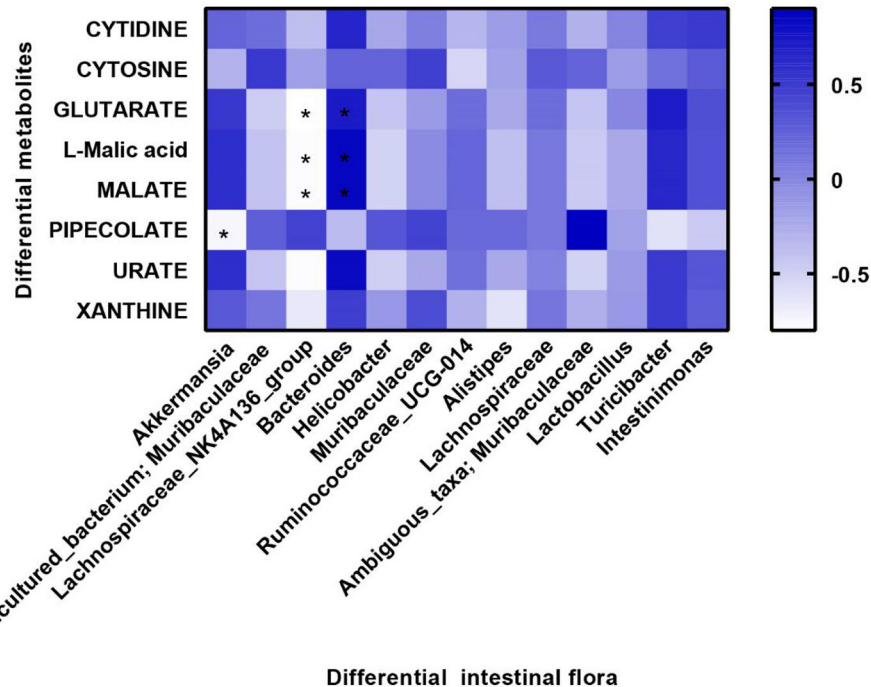 Differential metabolites
CYTIDINE
CYTOSINE
GLUTARATE
L-Malic acid
MALATE
PIPECOLATE
URATE
XANTHINE
* *
* *
* *
*
0.5
0
-0.5
Akkermansia
cultured_bacterium; Muribaculaceae
Lachnospiraceae_NK4A136_group
Bacteroides
Helicobacter
Muribaculaceae
Ruminococcaceae_UCG-014
Alistipes
Lachnospiraceae
Ambiguous_taxa; Muribaculaceae
Lactobacillus
Turicibacter
Intestinimonas
Differential intestinal flora